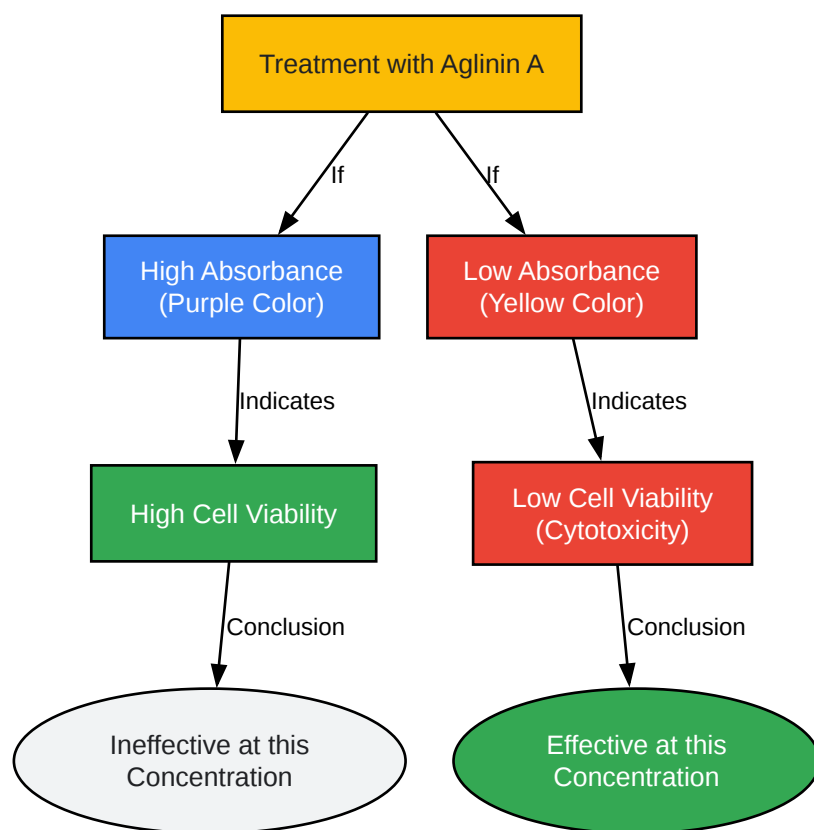 Treatment with Aglinin A
If
If
High Absorbance
(Purple Color)
Low Absorbance
(Yellow Color)
Indicates
Indicates
High Cell Viability
Low Cell Viability
(Cytotoxicity)
Conclusion
Conclusion
Ineffective at this
Concentration
Effective at this
Concentration